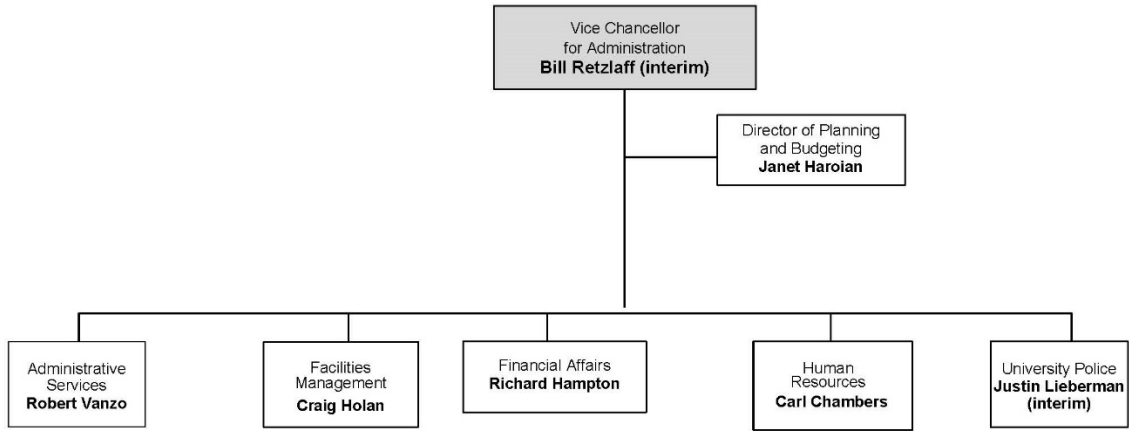 Vice Chancellor
for Administration
Bill Retzlaff (interim)
Director of Planning
and Budgeting
Janet Haroian
Administrative
Services
Robert Vanzo
Facilities
Management
Craig Holan
Financial Affairs
Richard Hampton
Human
Resources
Carl Chambers
University Police
Justin Lieberman
(interim)